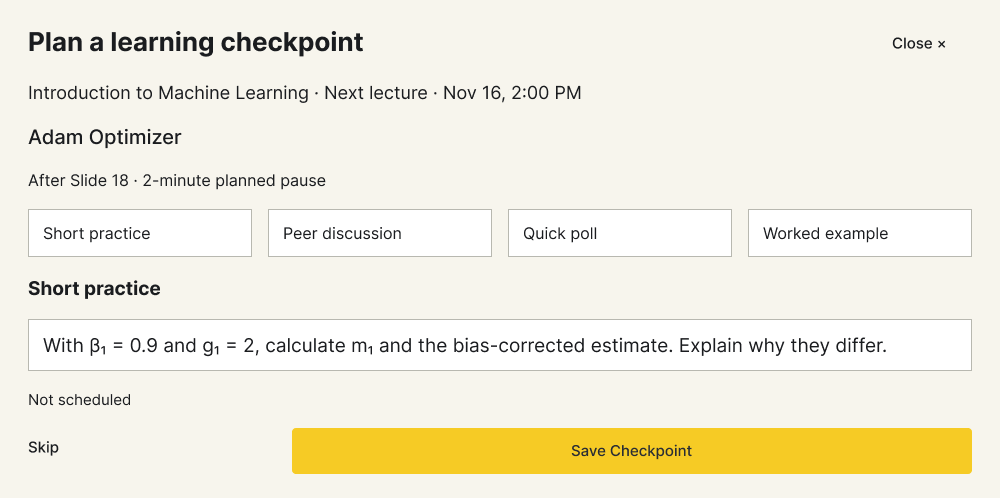 Plan a learning checkpoint
Close ×
Introduction to Machine Learning · Next lecture · Nov 16, 2:00 PM
Adam Optimizer
After Slide 18 · 2-minute planned pause
Short practice
Peer discussion
Quick poll
Worked example
Short practice
With β₁ = 0.9 and g₁ = 2, calculate m₁ and the bias-corrected estimate. Explain why they differ.
Not scheduled
Skip
Save Checkpoint